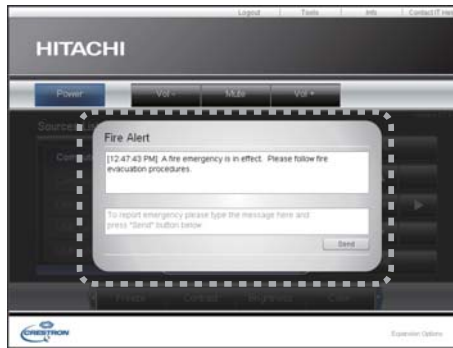 Logout Tools Info Contact IT Help
HITACHI
Power Vol - Mute Vol +
Sources List
Fire Alert
[12:47:43 PM] A fire emergency is in effect. Please follow fire
evacuation procedures.
To report emergency please type the message here and
press "Send" button below
Send
Freeze Contrast Brightness Color
CRESTRON
Expansion Options